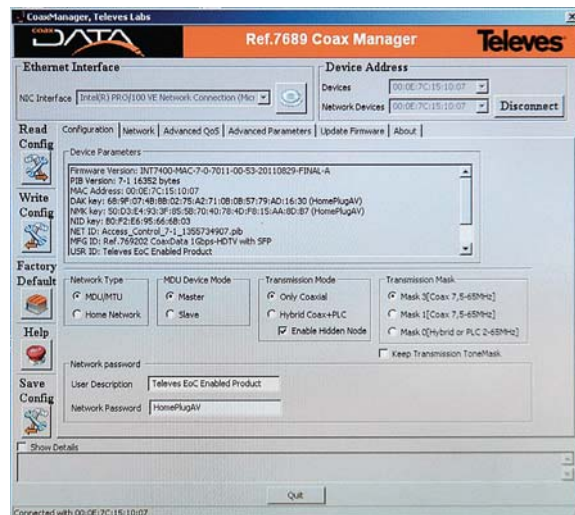 CoaxManager, Televes Labs
COAX DATA
Ref.7689 Coax Manager
Televes
Ethernet Interface
NIC Interface Intel(R) PRO/100 VE Network Connection (Micr
Device Address
Devices 00:0E:7C:15:10:07
Network Devices 00:0E:7C:15:10:07
Disconnect
Read Config
Write Config
Factory Default
Help
Save Config
Configuration Network Advanced QoS Advanced Parameters Update Firmware About
Device Parameters
Firmware Version: INT7400-MAC-7-0-7011-00-53-20110829-FINAL-A
PIB Version: 7-1 16352 bytes
MAC Address: 00:0E:7C:15:10:07
DAK key: 68:9F:07:4B:8B:02:75:A2:71:0B:0B:57:79:AD:16:30 (HomePlugAV)
NMK key: 50:D3:E4:93:3F:85:5B:70:40:78:4D:F8:15:AA:8D:B7 (HomePlugAV)
NID key: B0:F2:E6:95:66:6B:03
NET ID: Access_Control_7-1_1355734907.pib
MFG ID: Ref.769202 CoaxData 1Gbps-HDTV with SFP
USR ID: Televes EoC Enabled Product
Network Type
MDU/MTU
Home Network
MDU Device Mode
Master
Slave
Transmission Mode
Only Coaxial
Hybrid Coax+PLC
Enable Hidden Node
Transmission Mask
Mask 3[Coax 7,5-65MHz]
Mask 1[Coax 7,5-65MHz]
Mask 0[Hybrid or PLC 2-65MHz]
Keep Transmission ToneMask
Network password
User Description Televes EoC Enabled Product
Network Password HomePlugAV
Show Details
Quit
Connected with 00:0E:7C:15:10:07